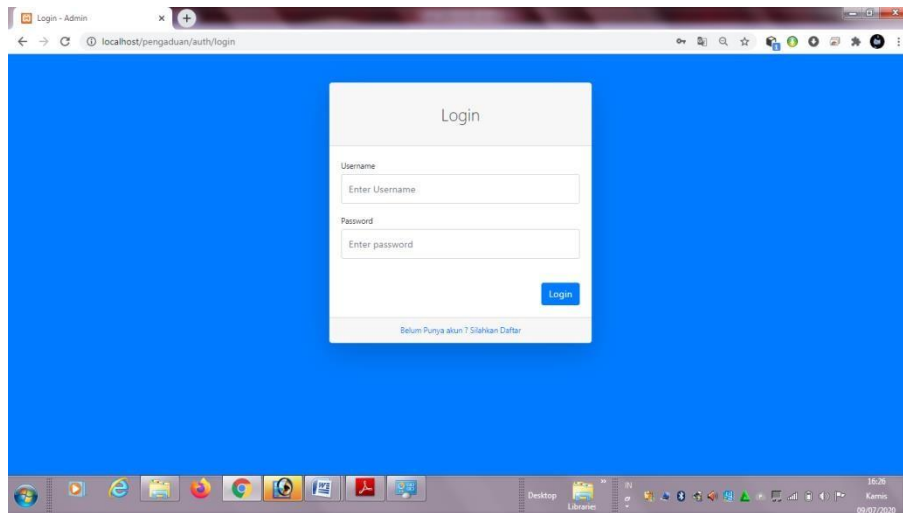 Login - Admin
localhost/pengaduan/auth/login
Login
Username
Enter Username
Password
Enter password
Login
Belum Punya akun ? Silahkan Daftar
Desktop
Libraries
IN
16:26
Kamis
09/07/2020